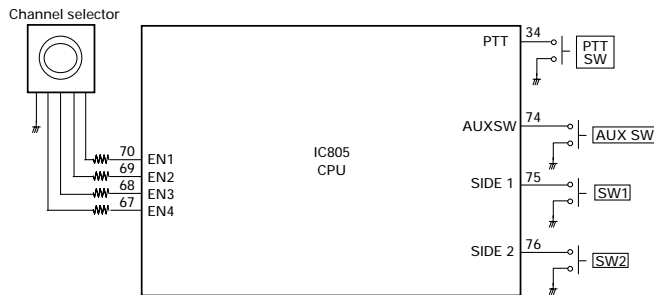 Channel selector
34
PTT
PTT
SW
74
AUXSW
AUX SW
70
EN1
IC805
69
EN2
CPU
68
EN3
75
SIDE 1
SW1
67
EN4
76
SIDE 2
SW2